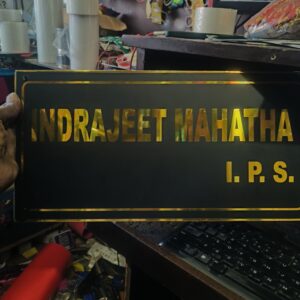 INDRAJEET MAHATHA
I. P. S.